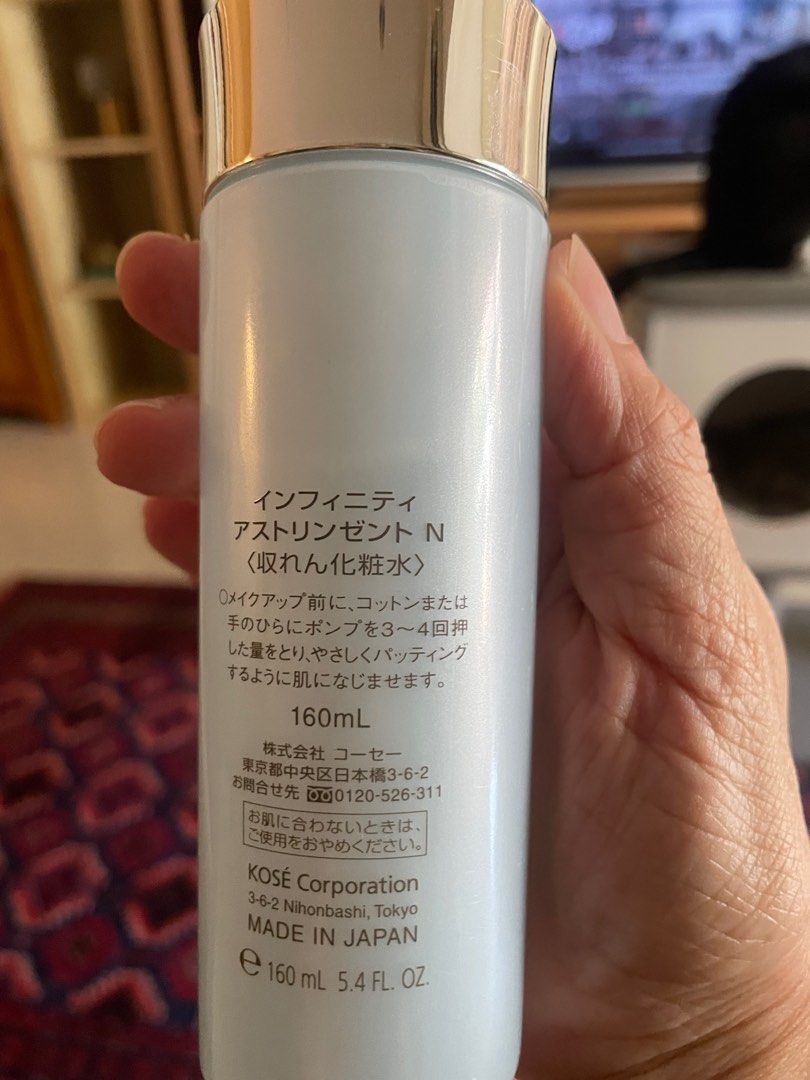 インフィニティ
アストリンゼント N
〈収れん化粧水〉
○メイクアップ前に、コットンまたは
手のひらにポンプを3〜4回押
した量をとり、やさしくパッティング
するように肌になじませます。
160mL
株式会社 コーセー
東京都中央区日本橋3-6-2
お問合せ先 0120-526-311
お肌に合わないときは、
ご使用をおやめください。
KOSÉ Corporation
3-6-2 Nihonbashi, Tokyo
MADE IN JAPAN
℮ 160 mL 5.4 FL. OZ.